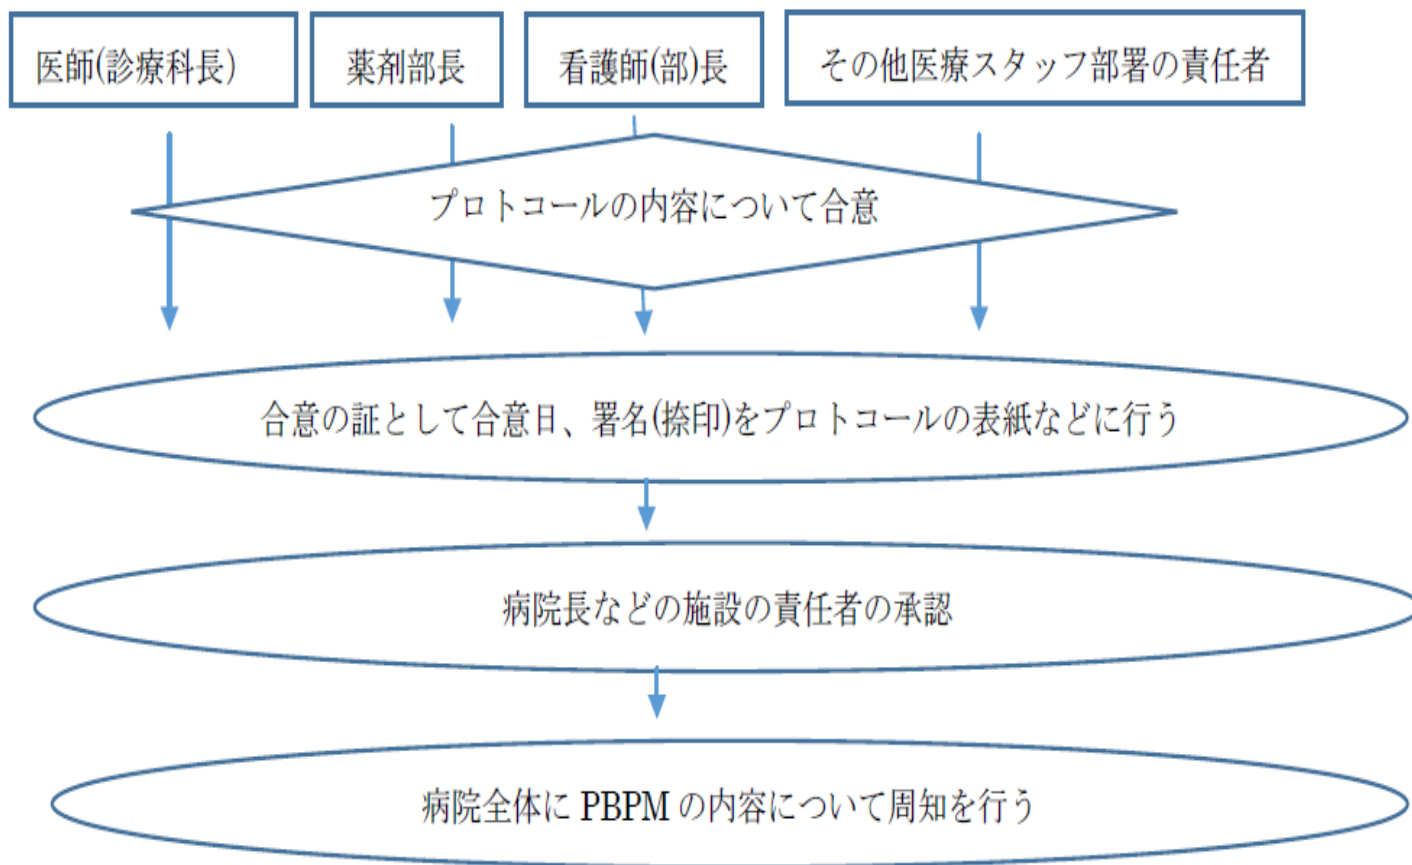 医師(診療科長)
薬剤部長
看護師(部)長
その他医療スタッフ部署の責任者
プロトコールの内容について合意
合意の証として合意日、署名(捺印)をプロトコールの表紙などに行う
病院長などの施設の責任者の承認
病院全体に PBPM の内容について周知を行う